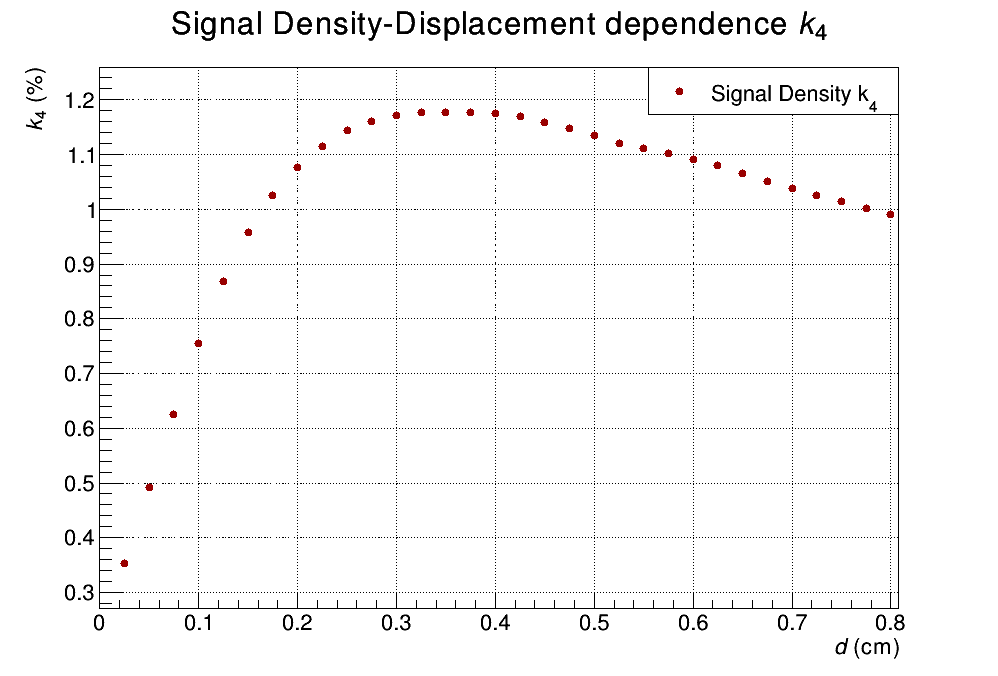 Signal Density-Displacement dependence k₄
k₄ (%)
Signal Density k₄
1.2
1.1
1
0.9
0.8
0.7
0.6
0.5
0.4
0.3
0 0.1 0.2 0.3 0.4 0.5 0.6 0.7 0.8
d (cm)